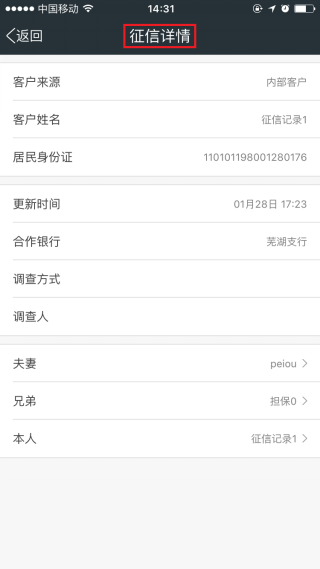 中国移动 14:31
返回 征信详情
客户来源 内部客户
客户姓名 征信记录1
居民身份证 110101198001280176
更新时间 01月28日 17:23
合作银行 芜湖支行
调查方式
调查人
夫妻 peiou
兄弟 担保0
本人 征信记录1